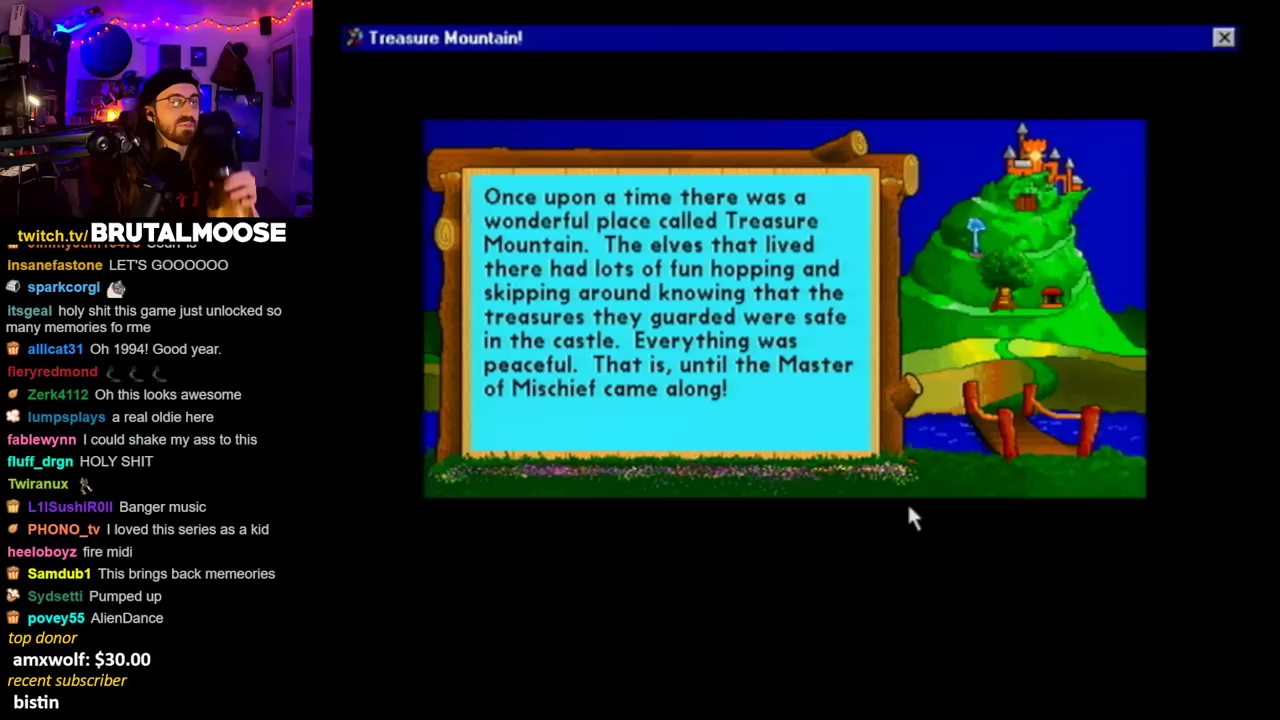 Treasure Mountain!
Once upon a time there was a
wonderful place called Treasure
Mountain. The elves that lived
there had lots of fun hopping and
skipping around knowing that the
treasures they guarded were safe
in the castle. Everything was
peaceful. That is, until the Master
of Mischief came along!
twitch.tv/BRUTALMOOSE
insanefastone LET'S GOOOOOO
sparkcorgi
itsgeal holy shit this game just unlocked so
many memories fo rme
allicat31 Oh 1994! Good year.
fieryredmond
Zerk4112 Oh this looks awesome
lumpsplays a real oldie here
fablewynn I could shake my ass to this
fluff_drgn HOLY SHIT
Twiranux
Banger music
PHONO_tv I loved this series as a kid
heeloboyz fire midi
Samdub1 This brings back memeories
Sydsetti Pumped up
povey55 AlienDance
top donor
amxwolf: $30.00
recent subscriber
bistin